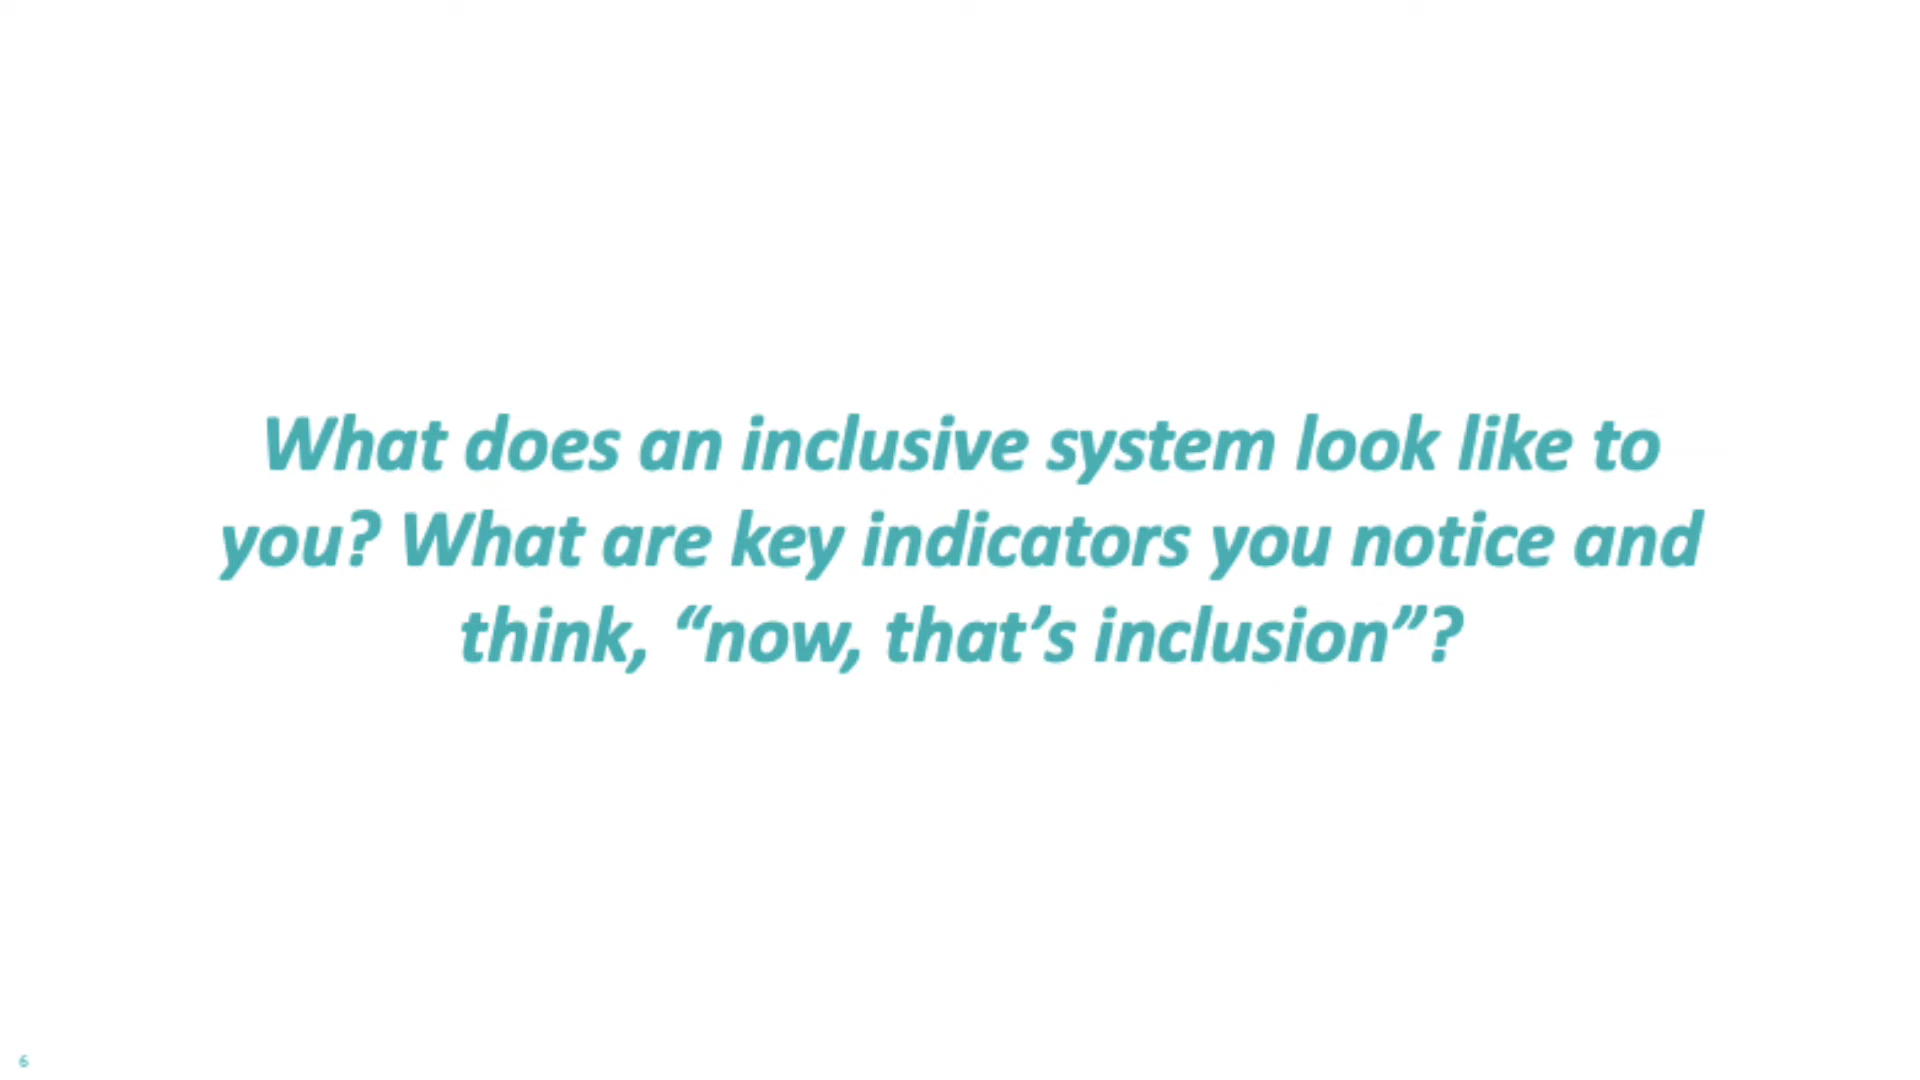 What does an inclusive system look like to
you? What are key indicators you notice and
think, “now, that’s inclusion”?
6